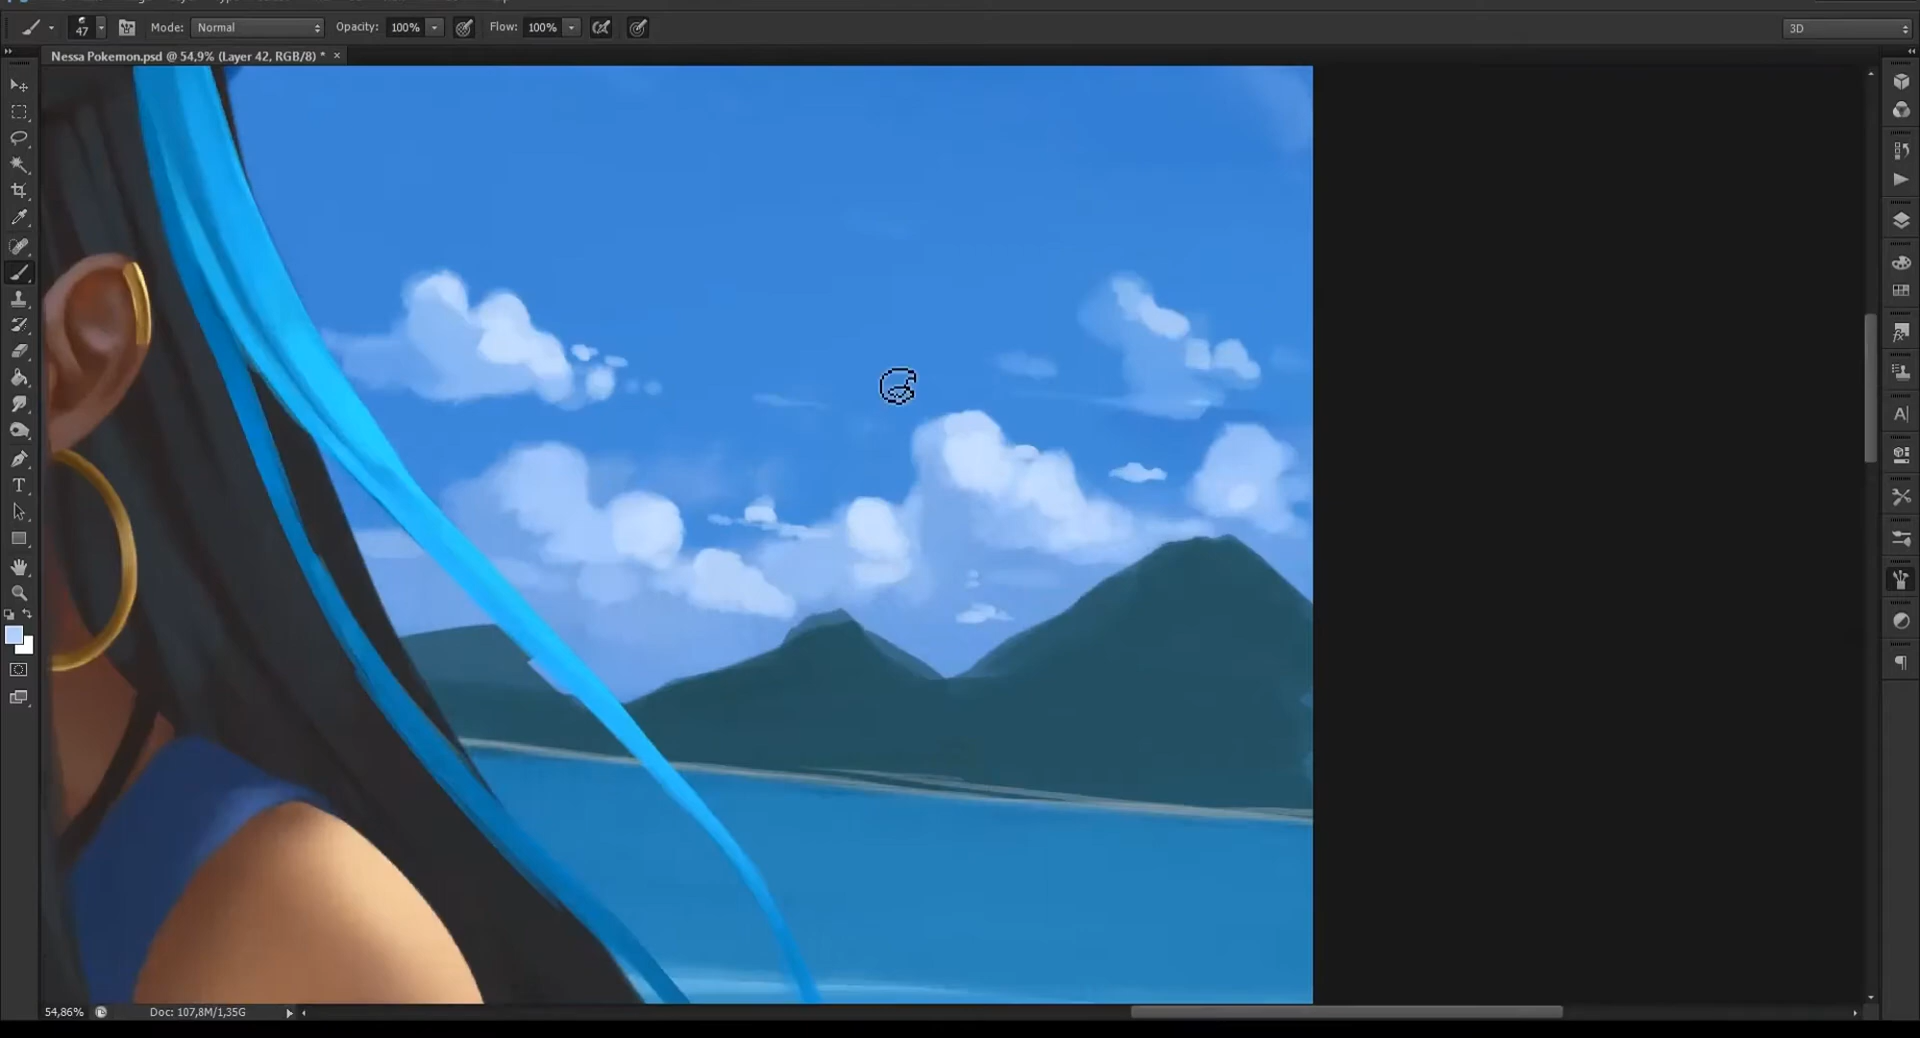 47 Mode: Normal Opacity: 100% Flow: 100% 3D
Nessa Pokemon.psd @ 54,9% (Layer 42, RGB/8) * ×
54,86% Doc: 107,8M/1,35G